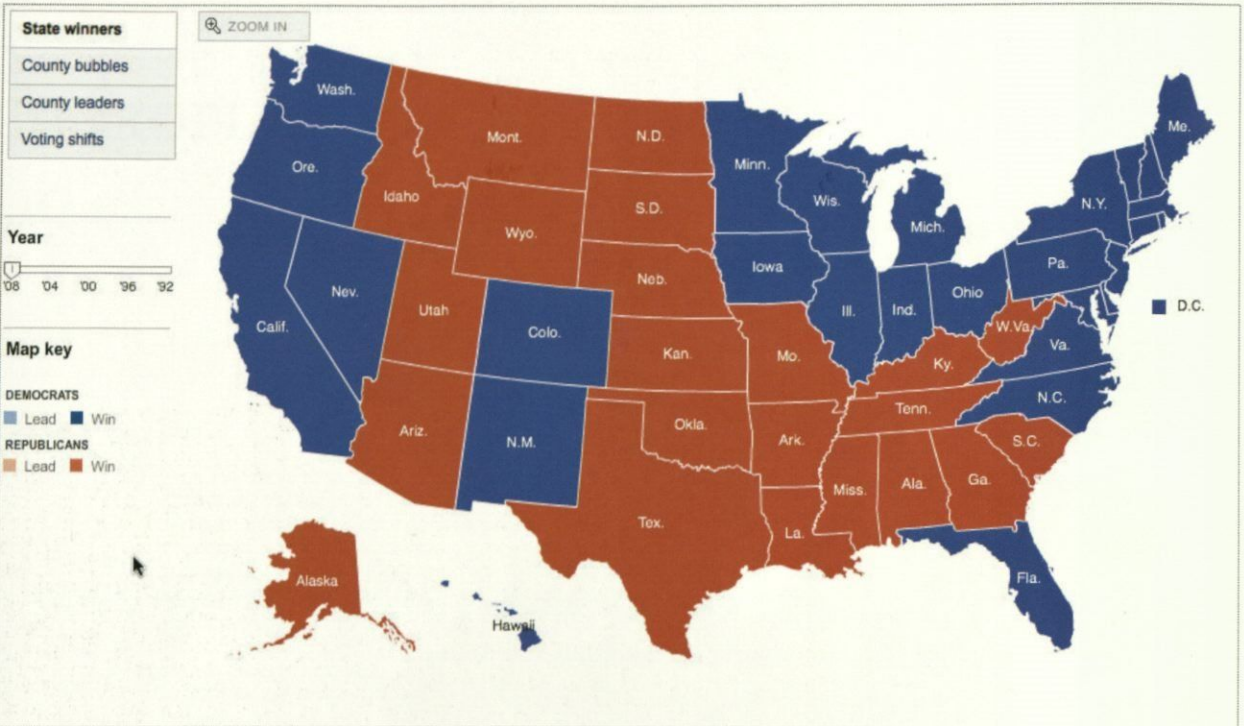 State winners
County bubbles
County leaders
Voting shifts
ZOOM IN
Year
'08 '04 '00 '96 '92
Map key
DEMOCRATS
Lead Win
REPUBLICANS
Lead Win
Wash.
Ore.
Calif.
Nev.
Idaho
Mont.
Wyo.
Utah
Colo.
Ariz.
N.M.
N.D.
S.D.
Neb.
Kan.
Okla.
Tex.
Minn.
Iowa
Mo.
Ark.
La.
Wis.
Ill.
Mich.
Ind.
Ohio
Ky.
Tenn.
Miss.
Ala.
Ga.
Fla.
S.C.
N.C.
Va.
W.Va.
Pa.
N.Y.
Me.
D.C.
Alaska
Hawaii